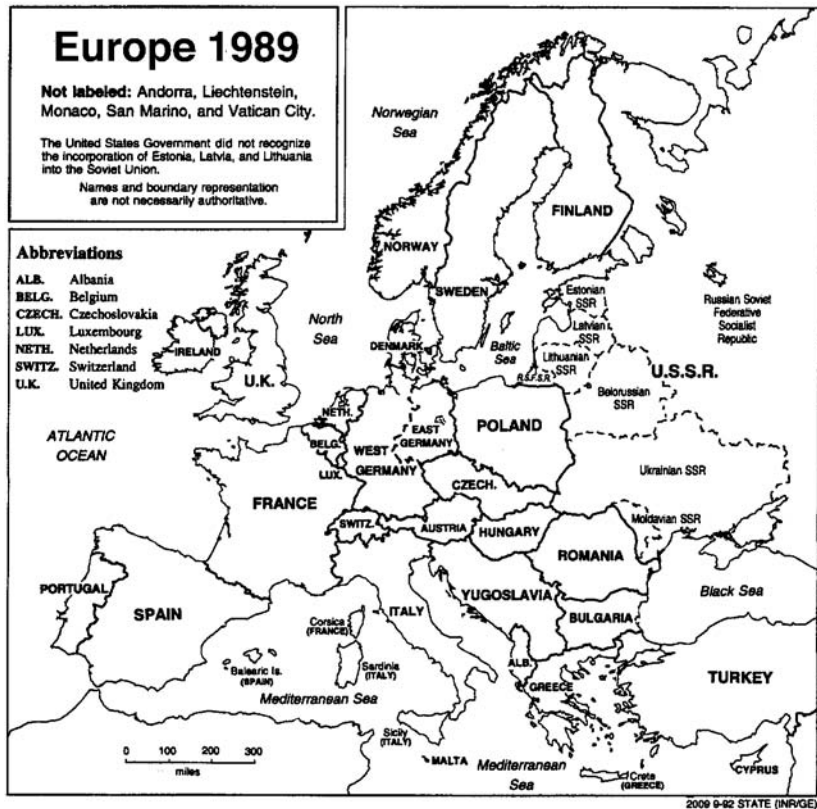 Europe 1989
Not labeled: Andorra, Liechtenstein,
Monaco, San Marino, and Vatican City.
The United States Government did not recognize
the incorporation of Estonia, Latvia, and Lithuania
into the Soviet Union.
Names and boundary representation
are not necessarily authoritative.
Abbreviations
ALB. Albania
BELG. Belgium
CZECH. Czechoslovakia
LUX. Luxembourg
NETH. Netherlands
SWITZ. Switzerland
U.K. United Kingdom
Norwegian
Sea
FINLAND
NORWAY
SWEDEN
Estonian
SSR
Russian Soviet
Federative
Socialist
Republic
North
Sea
Latvian
SSR
DENMARK
Baltic
Sea
Lithuanian
SSR
IRELAND
U.S.S.R.
R.S.F.S.R.
U.K.
Belorussian
SSR
NETH.
EAST
GERMANY
POLAND
ATLANTIC
OCEAN
BELG.
WEST
GERMANY
LUX.
Ukrainian SSR
CZECH.
FRANCE
Moldavian SSR
SWITZ.
AUSTRIA
HUNGARY
ROMANIA
PORTUGAL
YUGOSLAVIA
Black Sea
SPAIN
ITALY
BULGARIA
Corsica
(FRANCE)
ALB.
Balearic Is.
(SPAIN)
Sardinia
(ITALY)
TURKEY
GREECE
Mediterranean Sea
Sicily
(ITALY)
0 100 200 300
miles
MALTA
Mediterranean
Sea
Crete
(GREECE)
CYPRUS
2009 9-92 STATE (INR/GE)